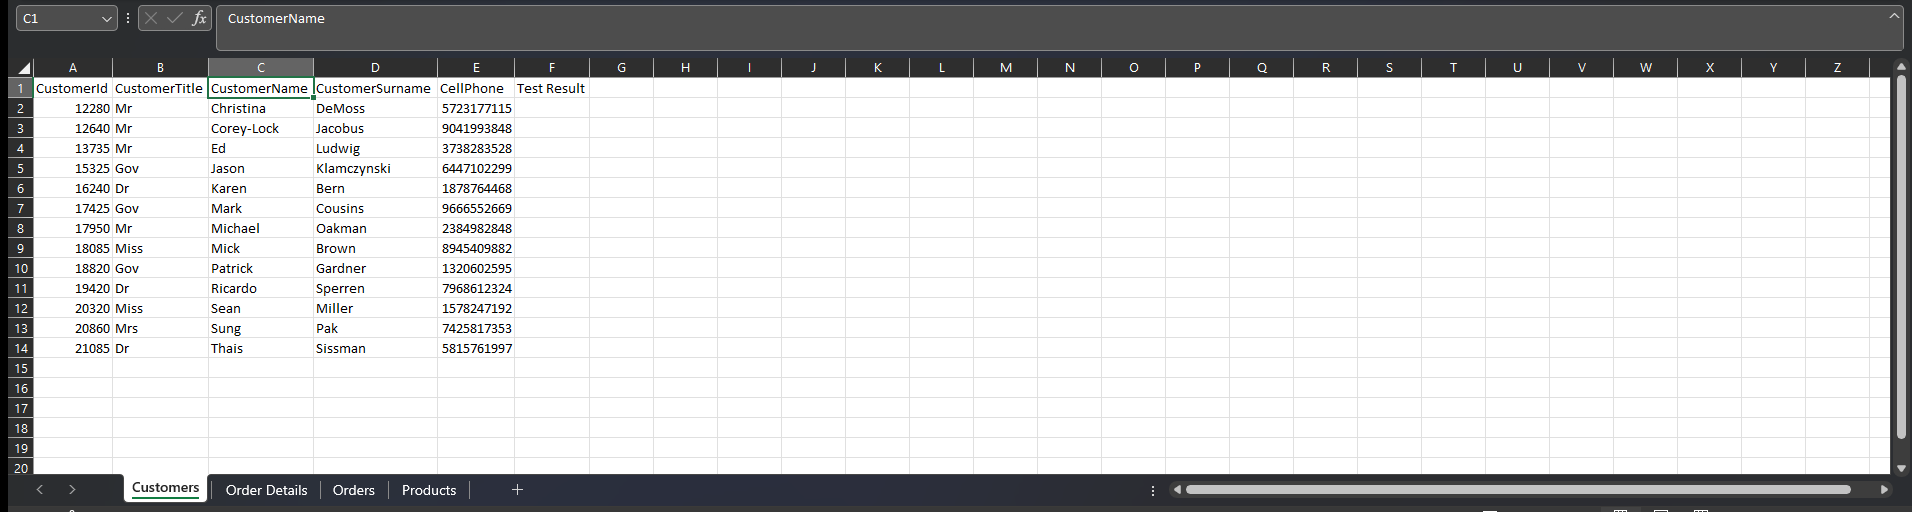 C1 fx CustomerName
A B C D E F G H I J K L M N O P Q R S T U V W X Y Z
1 CustomerId CustomerTitle CustomerName CustomerSurname CellPhone Test Result
2 12280 Mr Christina DeMoss 5723177115
3 12640 Mr Corey-Lock Jacobus 9041993848
4 13735 Mr Ed Ludwig 3738283528
5 15325 Gov Jason Klamczynski 6447102299
6 16240 Dr Karen Bern 1878764468
7 17425 Gov Mark Cousins 9666552669
8 17950 Mr Michael Oakman 2384982848
9 18085 Miss Mick Brown 8945409882
10 18820 Gov Patrick Gardner 1320602595
11 19420 Dr Ricardo Sperren 7968612324
12 20320 Miss Sean Miller 1578247192
13 20860 Mrs Sung Pak 7425817353
14 21085 Dr Thais Sissman 5815761997
15
16
17
18
19
20
Customers Order Details Orders Products